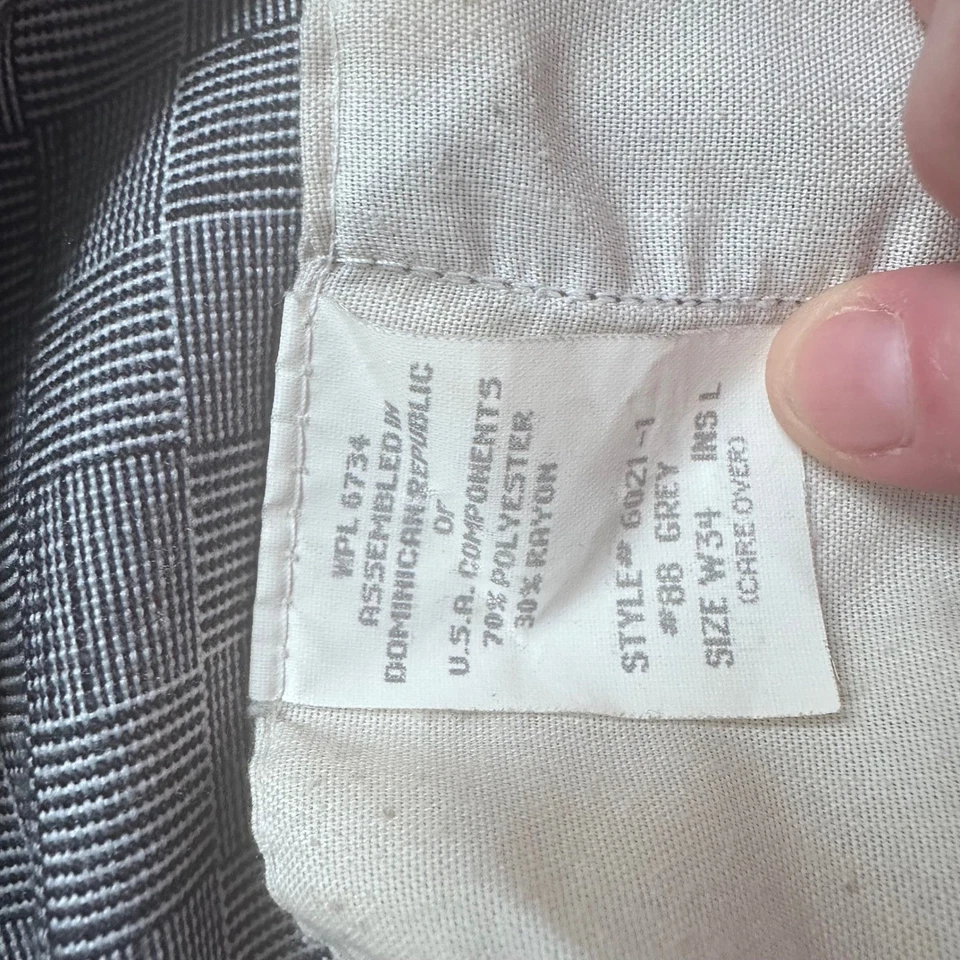 WPL 6734
ASSEMBLED IN
DOMINICAN REPUBLIC
OF
U.S.A. COMPONENTS
70% POLYESTER
30% RAYON
STYLE# 6021-1
#8B GREY
SIZE W34 INS L
(CARE OVER)